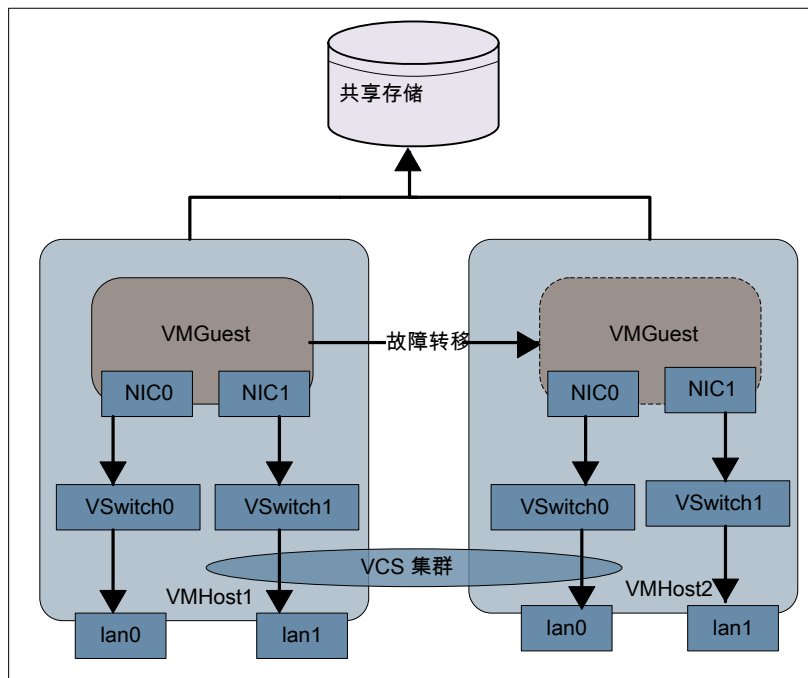 共享存储
VMGuest
故障转移
VMGuest
NIC0
NIC1
NIC0
NIC1
VSwitch0
VSwitch1
VSwitch0
VSwitch1
VCS 集群
VMHost1
VMHost2
lan0
lan1
lan0
lan1